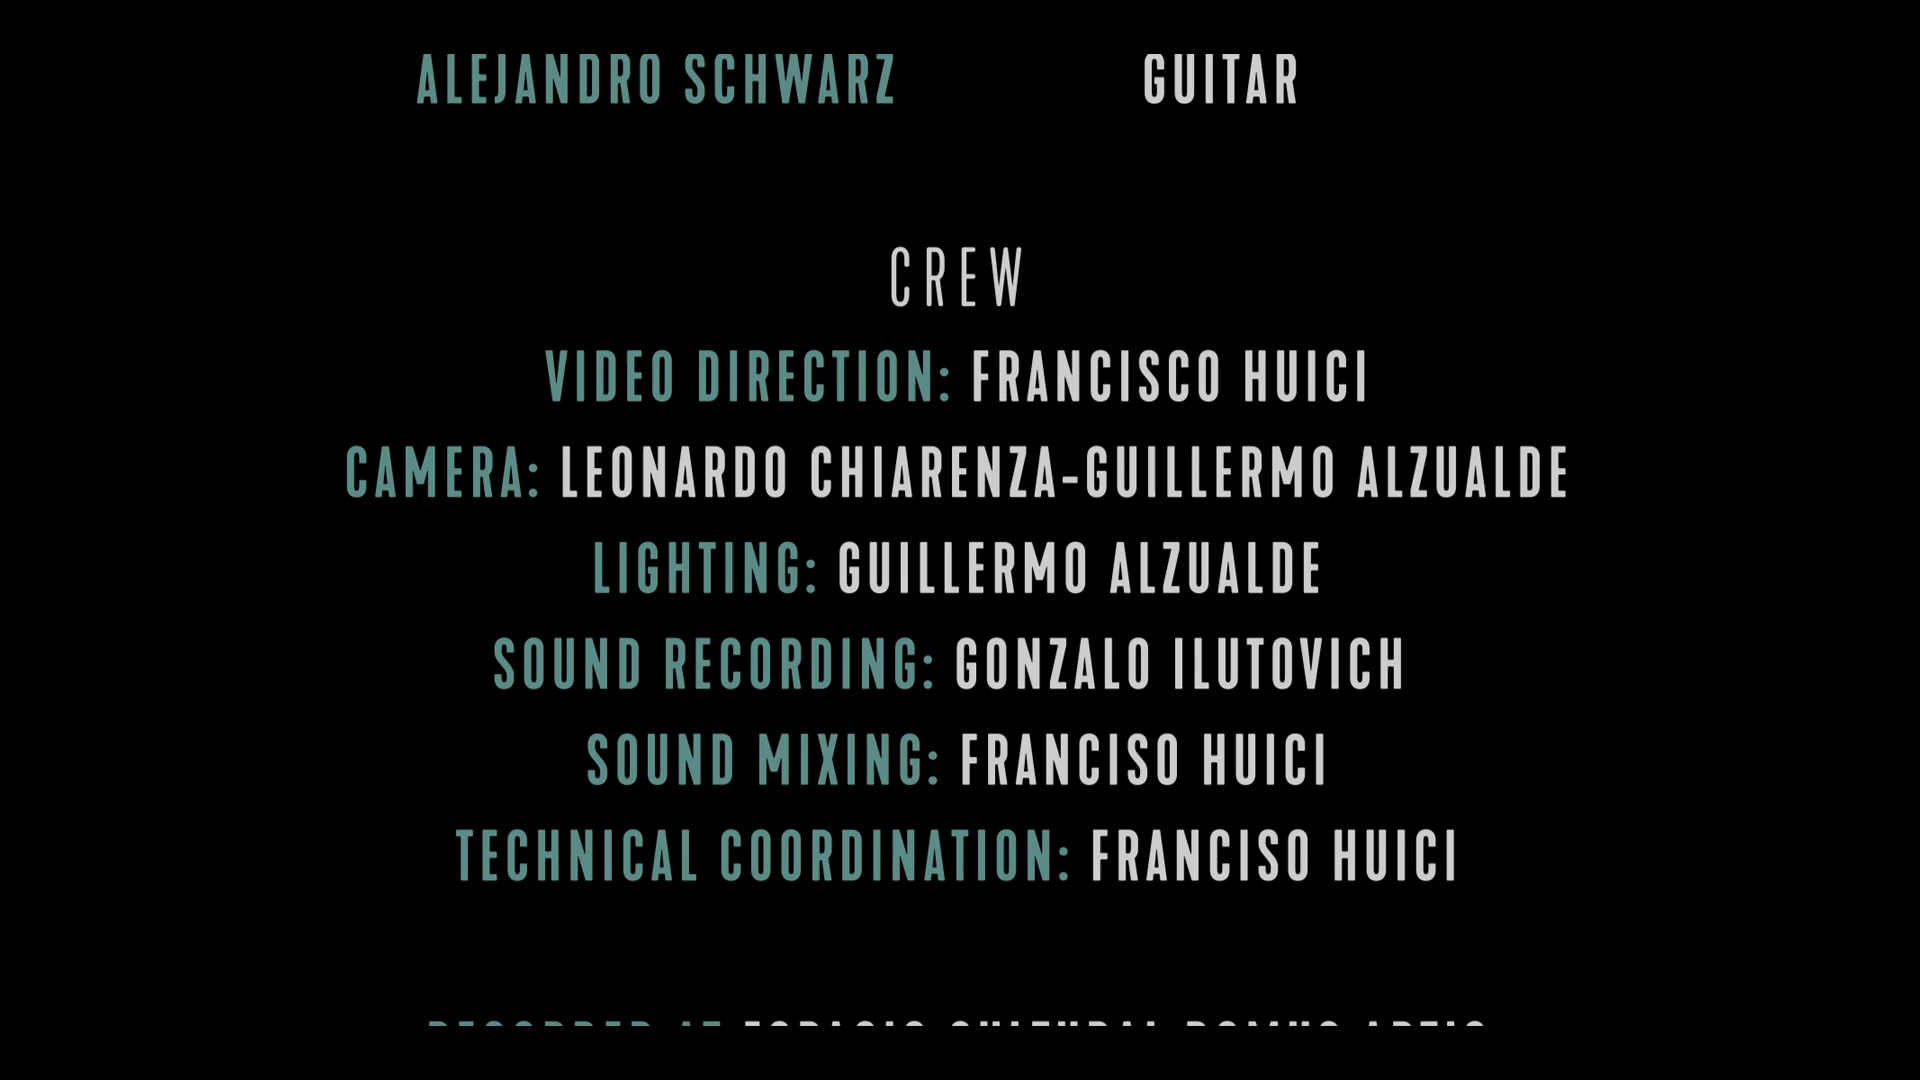 ALEJANDRO SCHWARZ GUITAR
CREW
VIDEO DIRECTION: FRANCISCO HUICI
CAMERA: LEONARDO CHIARENZA-GUILLERMO ALZUALDE
LIGHTING: GUILLERMO ALZUALDE
SOUND RECORDING: GONZALO ILUTOVICH
SOUND MIXING: FRANCISO HUICI
TECHNICAL COORDINATION: FRANCISO HUICI